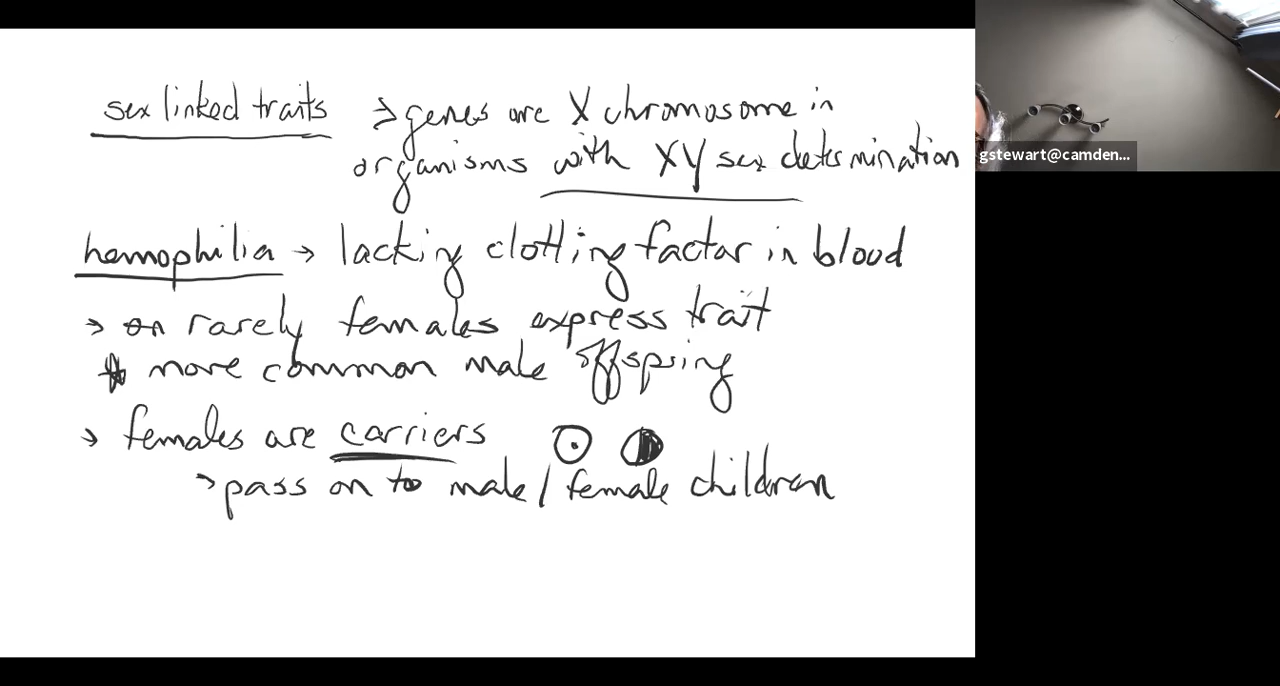 sex linked traits → genes are X chromosome in
organisms with XY sex determination
hemophilia → lacking clotting factor in blood
→ rarely females express trait
* more common male offspring
→ females are carriers
→ pass on to male/female children
gstewart@camden...